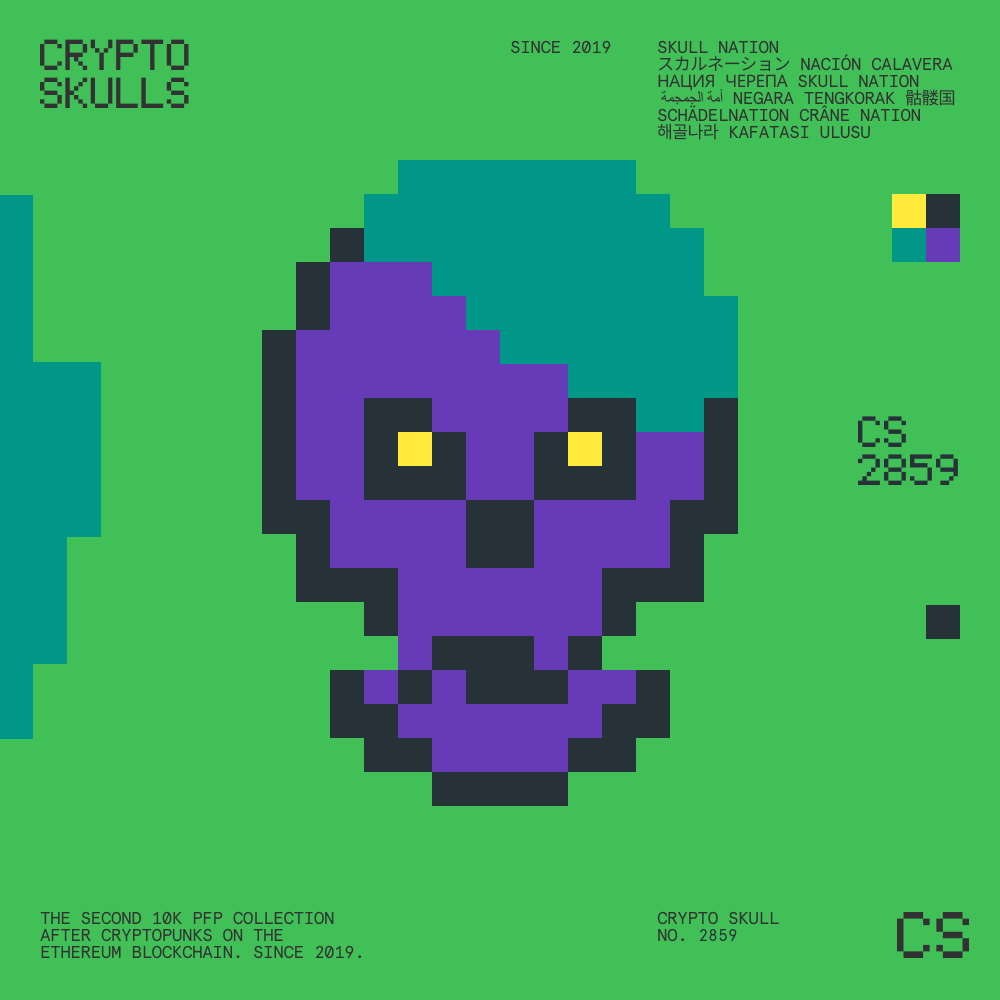 CRYPTO
SKULLS
SINCE 2019
SKULL NATION
スカルネーション NACIÓN CALAVERA
НАЦИЯ ЧЕРЕПА SKULL NATION
أمة الجمجمة NEGARA TENGKORAK 骷髅国
SCHÄDELNATION CRÂNE NATION
해골나라 KAFATASI ULUSU
CS
2859
THE SECOND 10K PFP COLLECTION
AFTER CRYPTOPUNKS ON THE
ETHEREUM BLOCKCHAIN. SINCE 2019.
CRYPTO SKULL
NO. 2859
CS